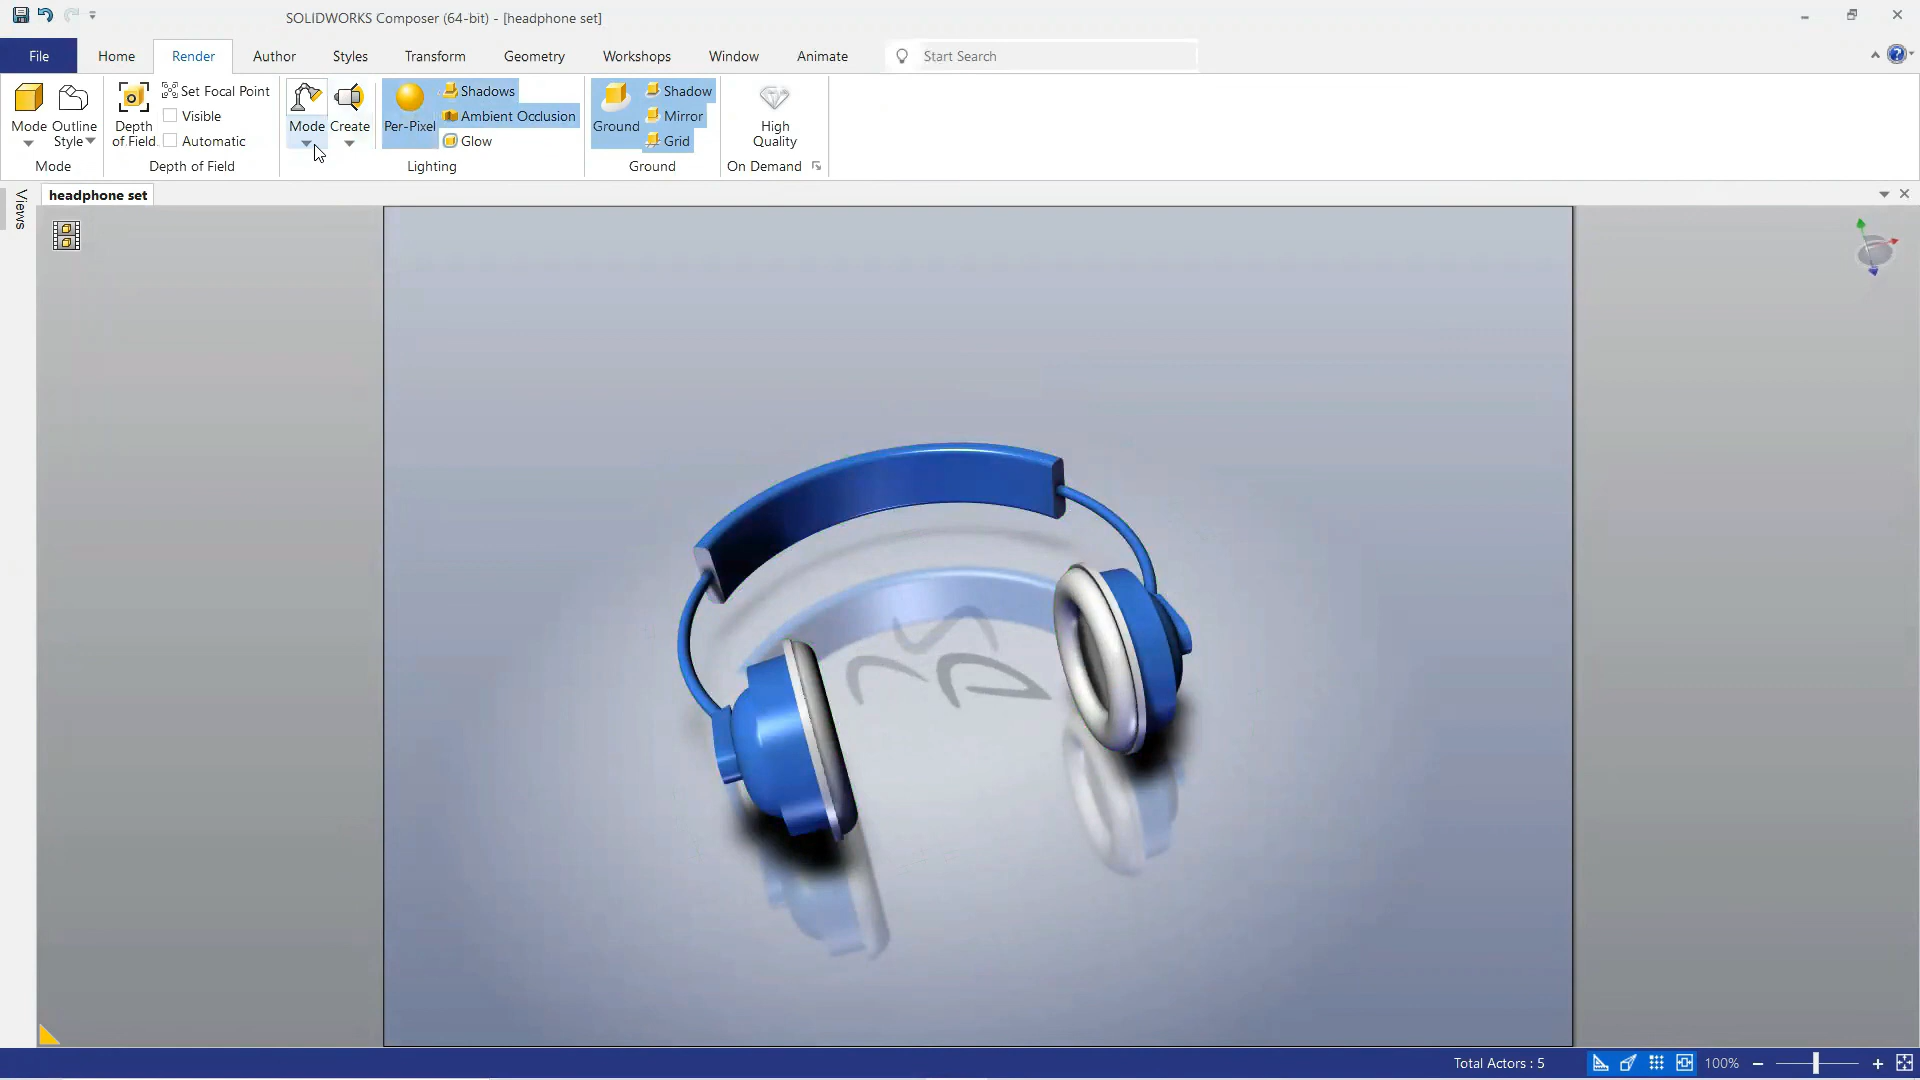 SOLIDWORKS Composer (64-bit) - [headphone set]
File Home Render Author Styles Transform Geometry Workshops Window Animate Start Search
Mode Outline Style Depth of Field Set Focal Point Visible Automatic
Mode Create Per-Pixel Shadows Ambient Occlusion Glow
Ground Shadow Mirror Grid High Quality
Mode Depth of Field Lighting Ground On Demand
headphone set
Views
Total Actors : 5 100%